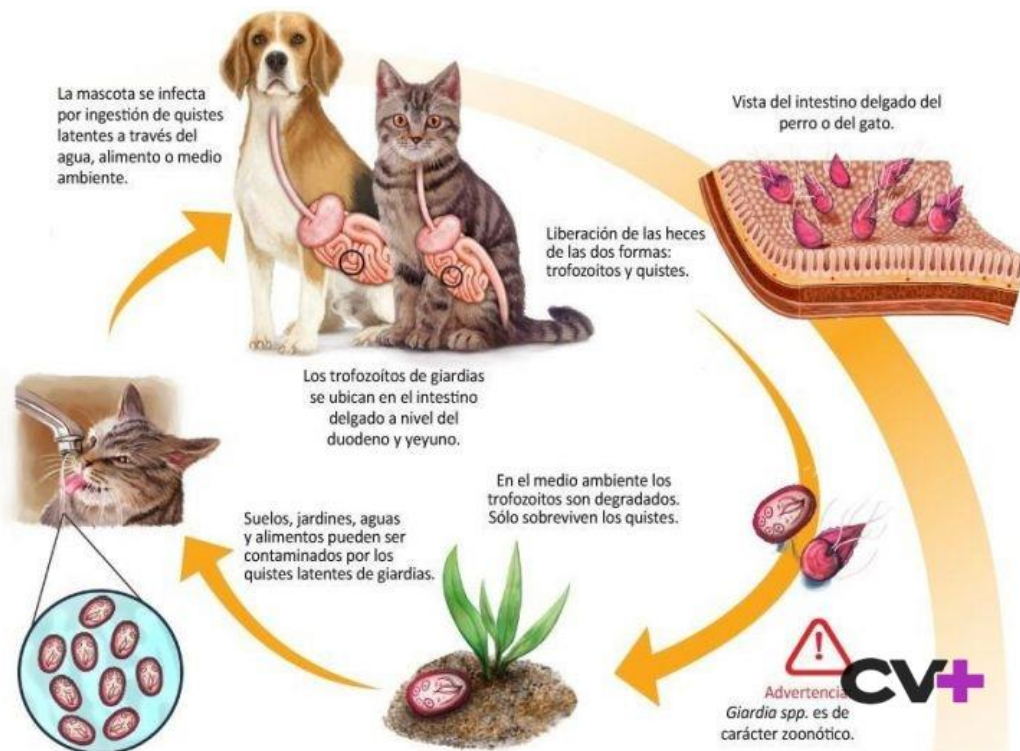 La mascota se infecta
por ingestión de quistes
latentes a través del
agua, alimento o medio
ambiente.
Vista del intestino delgado del
perro o del gato.
Liberación de las heces
de las dos formas:
trofozoitos y quistes.
Los trofozoítos de giardias
se ubican en el intestino
delgado a nivel del
duodeno y yeyuno.
En el medio ambiente los
trofozoitos son degradados.
Sólo sobreviven los quistes.
Suelos, jardines, aguas
y alimentos pueden ser
contaminados por los
quistes latentes de giardias.
Advertencia
Giardia spp. es de
carácter zoonótico.
CV+